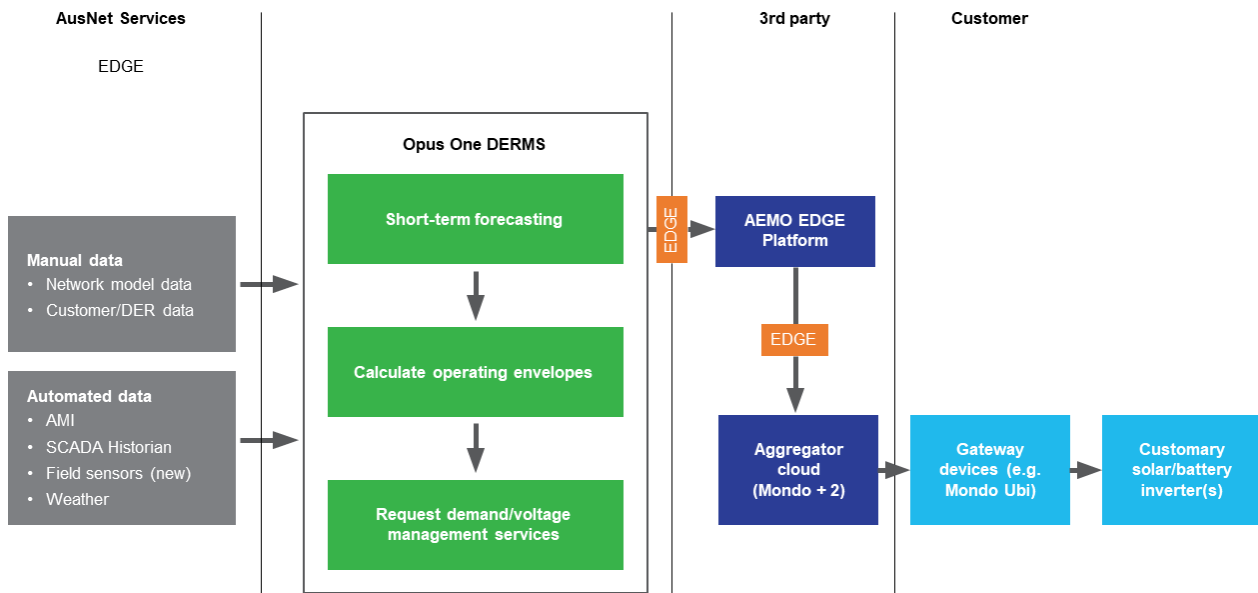 AusNet Services
3rd party
Customer
EDGE
Manual data
• Network model data
• Customer/DER data
Automated data
• AMI
• SCADA Historian
• Field sensors (new)
• Weather
Opus One DERMS
Short-term forecasting
Calculate operating envelopes
Request demand/voltage
management services
EDGE
AEMO EDGE
Platform
EDGE
Aggregator
cloud
(Mondo + 2)
Gateway
devices (e.g.
Mondo Ubi)
Customary
solar/battery
inverter(s)